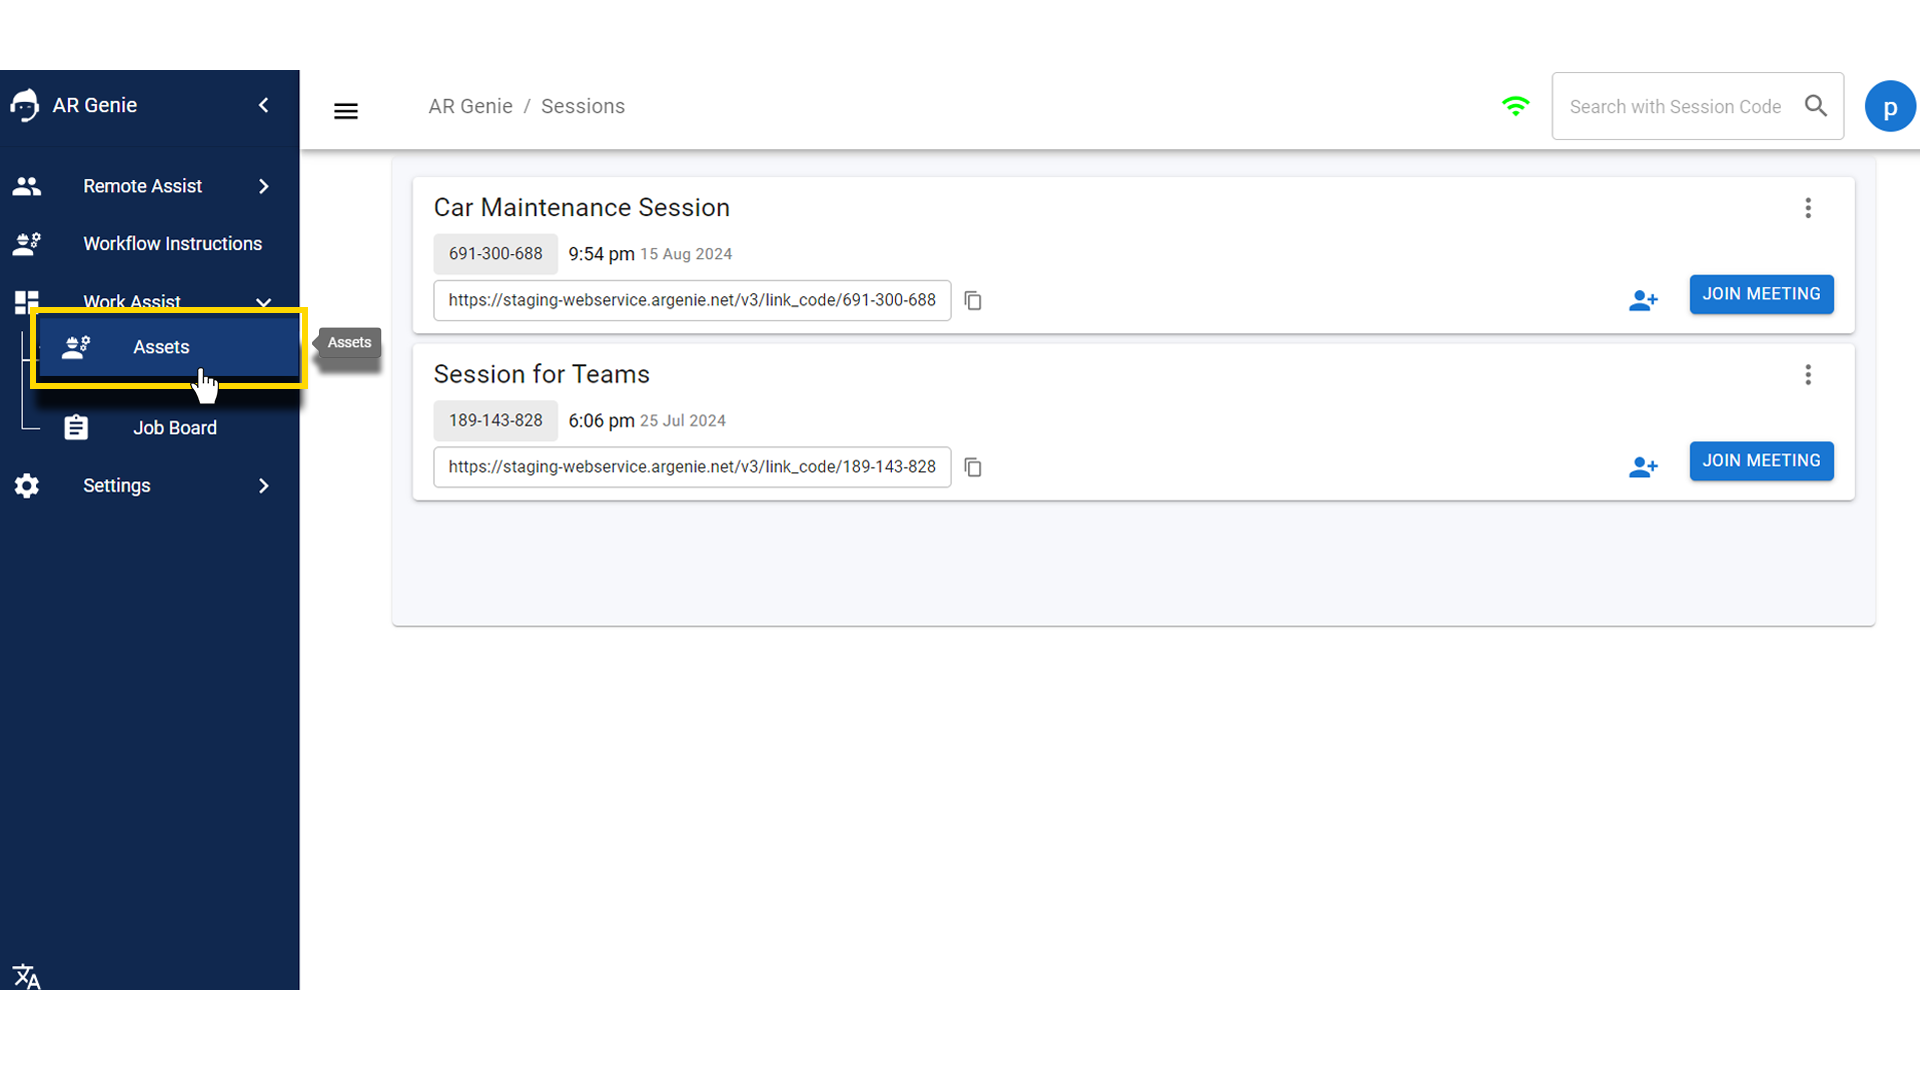 AR Genie
Remote Assist
Workflow Instructions
Work Assist
Assets
Job Board
Settings
Assets
AR Genie / Sessions
Search with Session Code
p
Car Maintenance Session
691-300-688 9:54 pm 15 Aug 2024
https://staging-webservice.argenie.net/v3/link_code/691-300-688
JOIN MEETING
Session for Teams
189-143-828 6:06 pm 25 Jul 2024
https://staging-webservice.argenie.net/v3/link_code/189-143-828
JOIN MEETING